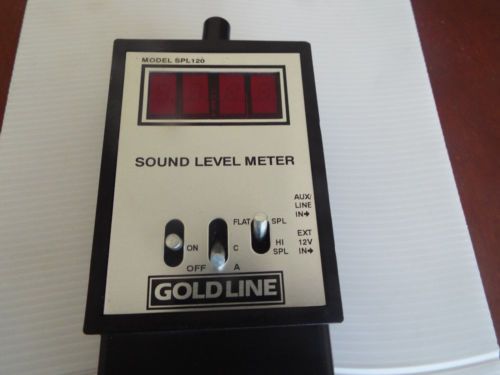 MODEL SPL120
SOUND LEVEL METER
AUX/
LINE
IN→
FLAT SPL
ON C HI
SPL
EXT
12V
IN→
OFF A
GOLD LINE